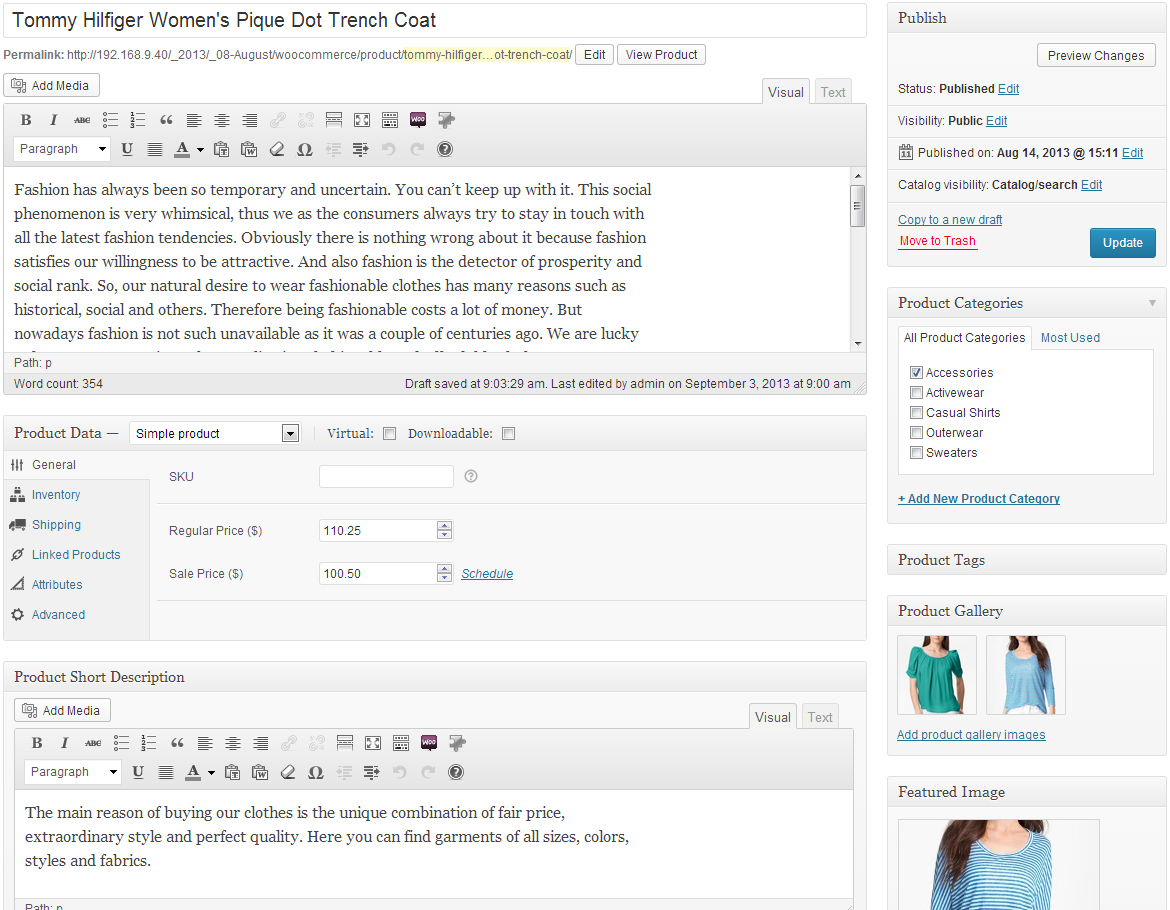 Tommy Hilfiger Women's Pique Dot Trench Coat
Permalink: http://192.168.9.40/_2013/_08-August/woocommerce/product/tommy-hilfiger...ot-trench-coat/ Edit View Product
Add Media
Visual Text
B I ABC
Paragraph U A Ω
Fashion has always been so temporary and uncertain. You can’t keep up with it. This social
phenomenon is very whimsical, thus we as the consumers always try to stay in touch with
all the latest fashion tendencies. Obviously there is nothing wrong about it because fashion
satisfies our willingness to be attractive. And also fashion is the detector of prosperity and
social rank. So, our natural desire to wear fashionable clothes has many reasons such as
historical, social and others. Therefore being fashionable costs a lot of money. But
nowadays fashion is not such unavailable as it was a couple of centuries ago. We are lucky
Path: p
Word count: 354 Draft saved at 9:03:29 am. Last edited by admin on September 3, 2013 at 9:00 am
Product Data — Simple product Virtual: Downloadable:
General
Inventory
Shipping
Linked Products
Attributes
Advanced
SKU
Regular Price ($) 110.25
Sale Price ($) 100.50 Schedule
Product Short Description
Add Media
Visual Text
B I ABC
Paragraph U A Ω
The main reason of buying our clothes is the unique combination of fair price,
extraordinary style and perfect quality. Here you can find garments of all sizes, colors,
styles and fabrics.
Path: p
Publish
Preview Changes
Status: Published Edit
Visibility: Public Edit
11 Published on: Aug 14, 2013 @ 15:11 Edit
Catalog visibility: Catalog/search Edit
Copy to a new draft
Move to Trash
Update
Product Categories
All Product Categories Most Used
Accessories
Activewear
Casual Shirts
Outerwear
Sweaters
+ Add New Product Category
Product Tags
Product Gallery
Add product gallery images
Featured Image